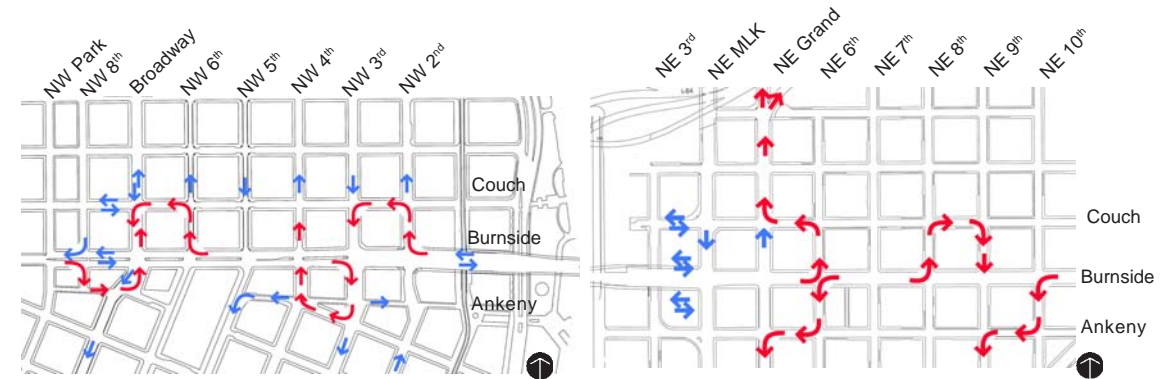 NW Park
NW 8th
Broadway
NW 6th
NW 5th
NW 4th
NW 3rd
NW 2nd
Couch
Burnside
Ankeny
NE 3rd
NE MLK
NE Grand
NE 6th
NE 7th
NE 8th
NE 9th
NE 10th
I-84
Couch
Burnside
Ankeny